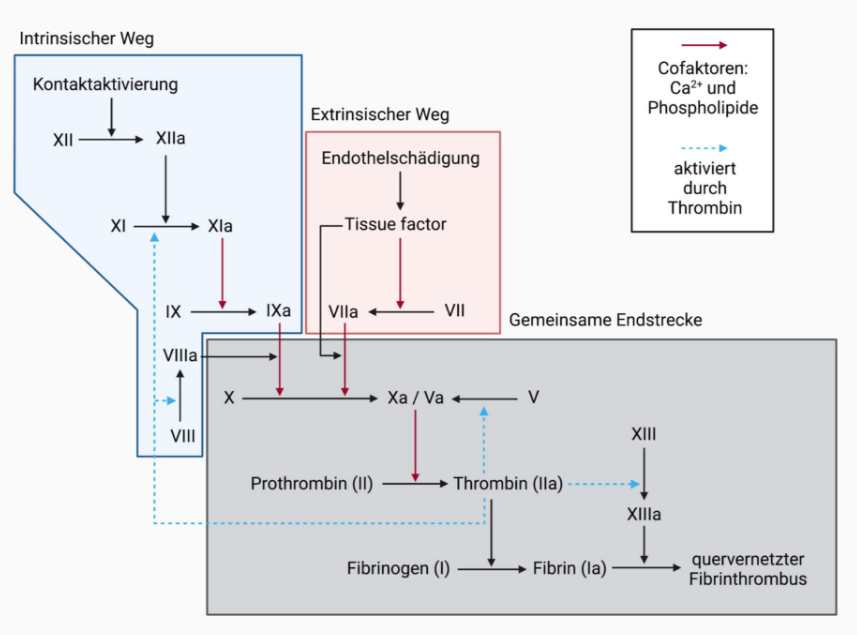 Intrinsischer Weg
Kontaktaktivierung
XII
XIIa
XI
XIa
IX
IXa
VIIIa
VIII
Extrinsischer Weg
Endothelschädigung
Tissue factor
VIIa
VII
Cofaktoren:
Ca²⁺ und
Phospholipide
aktiviert
durch
Thrombin
Gemeinsame Endstrecke
X
Xa / Va
V
XIII
Prothrombin (II)
Thrombin (IIa)
XIIIa
Fibrinogen (I)
Fibrin (Ia)
quervernetzter
Fibrinthrombus